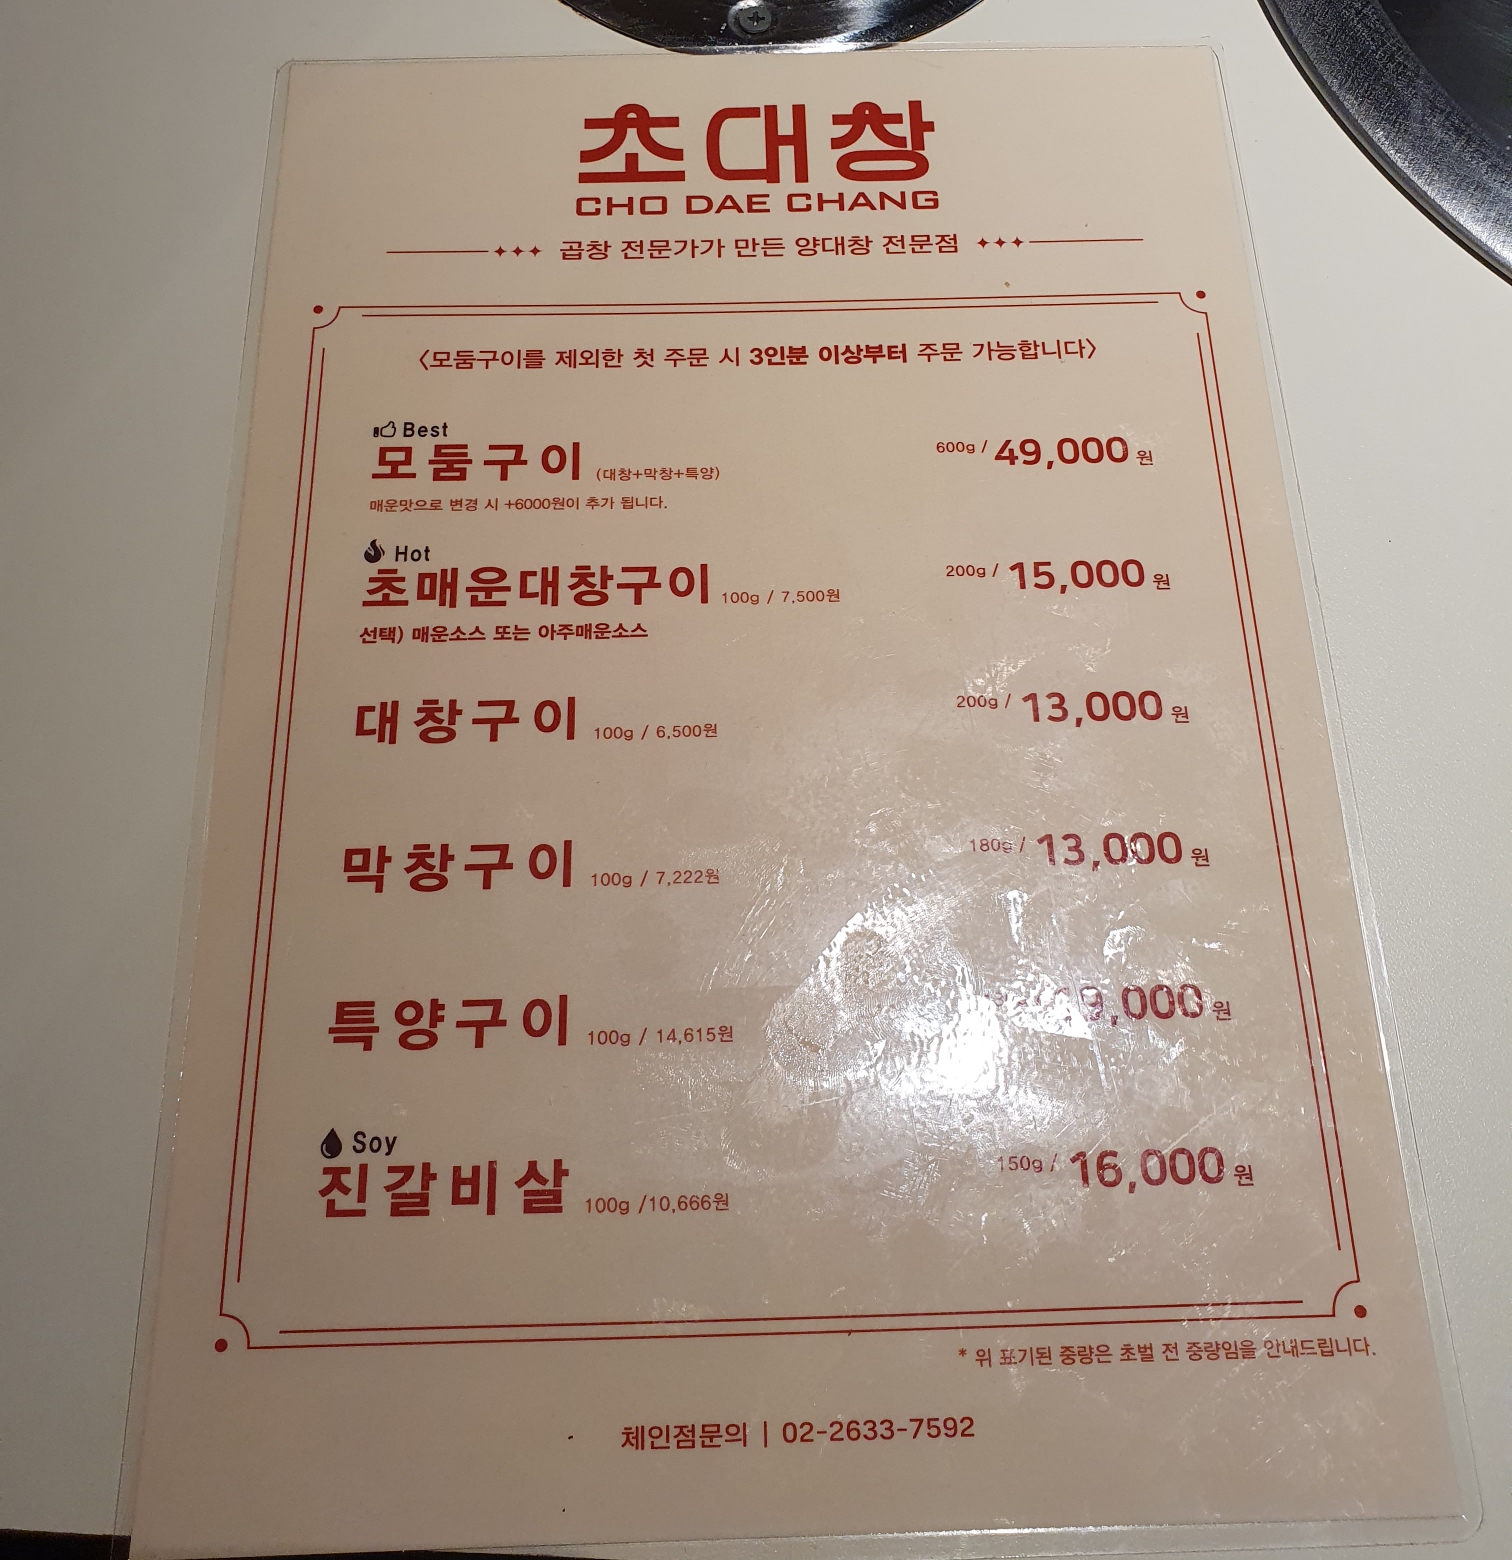 초대창
CHO DAE CHANG
곱창 전문가가 만든 양대창 전문점
<모둠구이를 제외한 첫 주문 시 3인분 이상부터 주문 가능합니다>
Best
모둠구이 (대창+막창+특양) 600g / 49,000 원
매운맛으로 변경 시 +6000원이 추가 됩니다.
Hot
초매운대창구이 100g / 7,500원 200g / 15,000 원
선택) 매운소스 또는 아주매운소스
대창구이 100g / 6,500원 200g / 13,000 원
막창구이 100g / 7,222원 180g / 13,000 원
특양구이 100g / 14,615원 19,000 원
Soy
진갈비살 100g /10,666원 150g / 16,000 원
* 위 표기된 중량은 초벌 전 중량임을 안내드립니다.
체인점문의 | 02-2633-7592